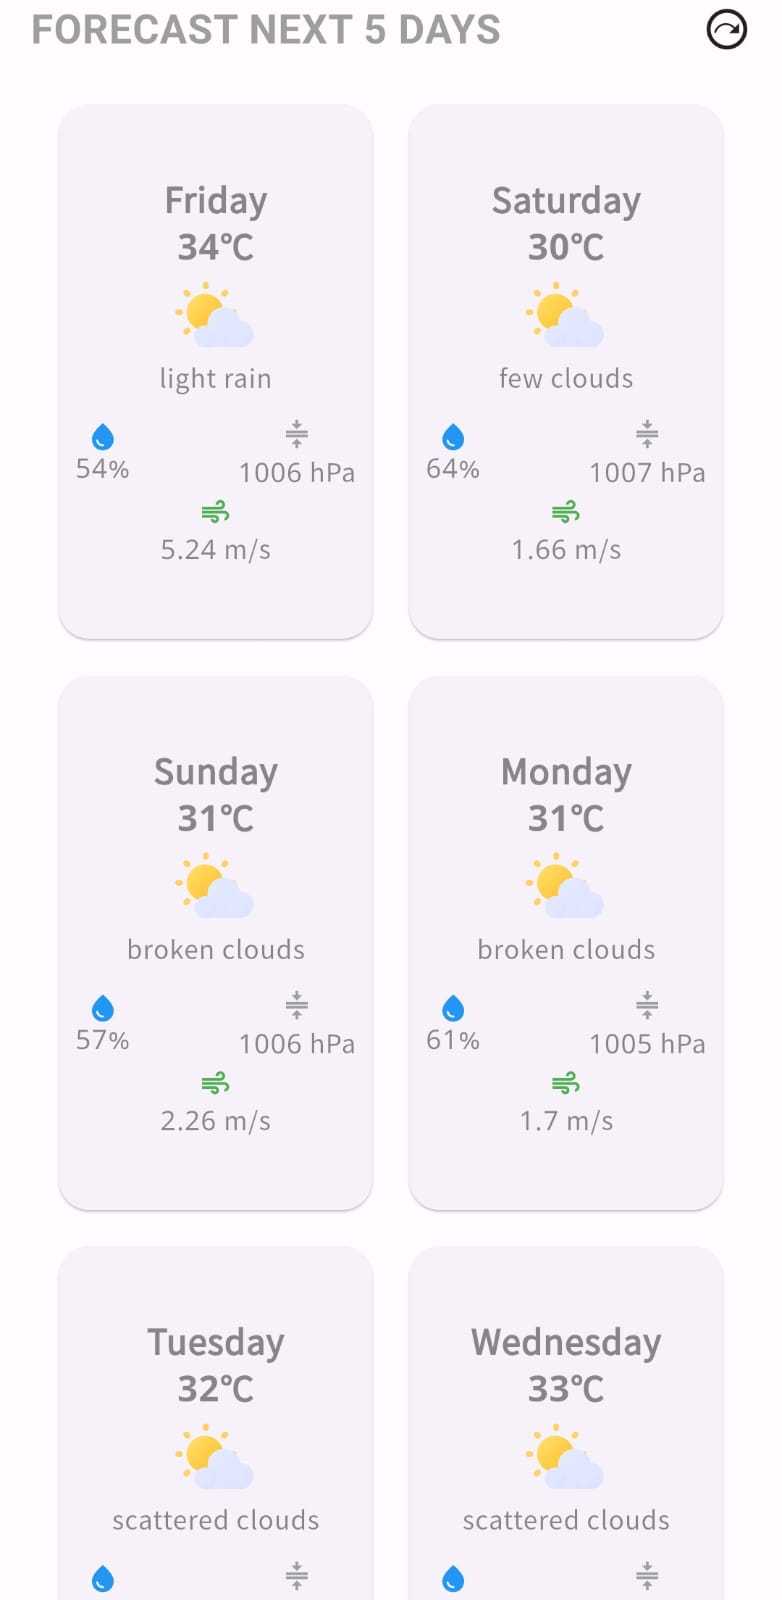 FORECAST NEXT 5 DAYS
Friday
34°C
light rain
54%
1006 hPa
5.24 m/s
Saturday
30°C
few clouds
64%
1007 hPa
1.66 m/s
Sunday
31°C
broken clouds
57%
1006 hPa
2.26 m/s
Monday
31°C
broken clouds
61%
1005 hPa
1.7 m/s
Tuesday
32°C
scattered clouds
Wednesday
33°C
scattered clouds